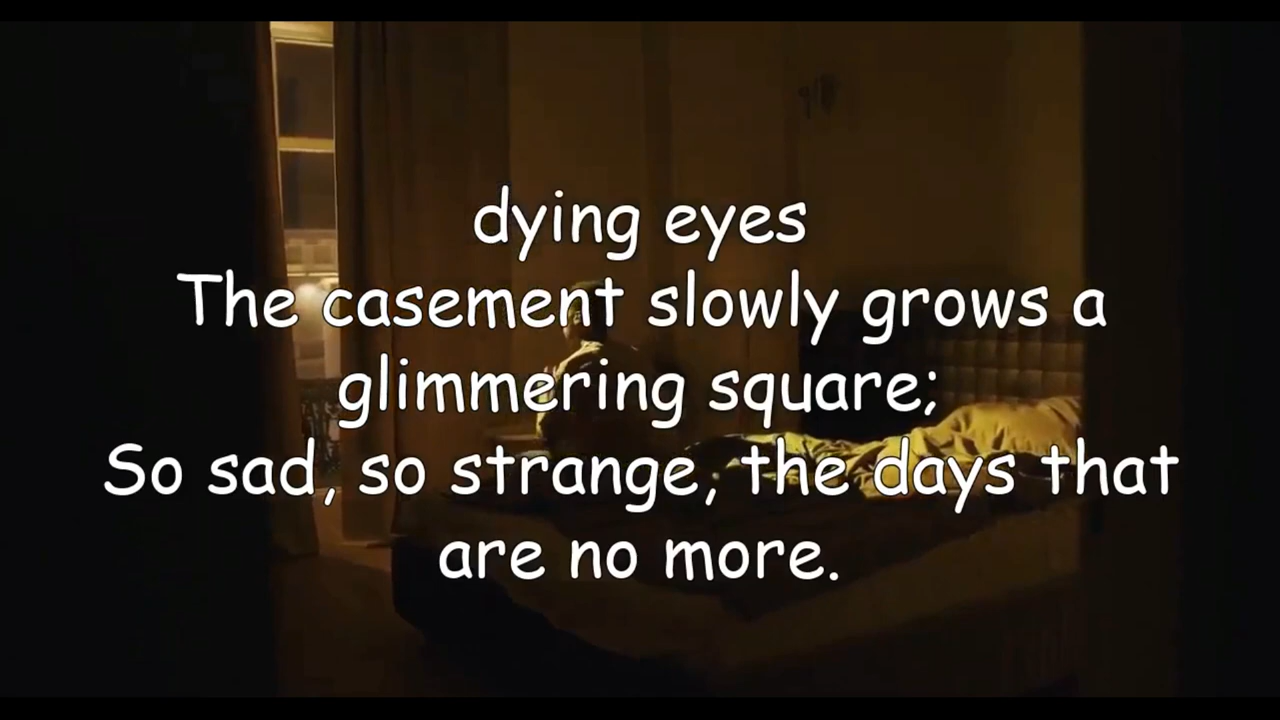 dying eyes
The casement slowly grows a
glimmering square;
So sad, so strange, the days that
are no more.